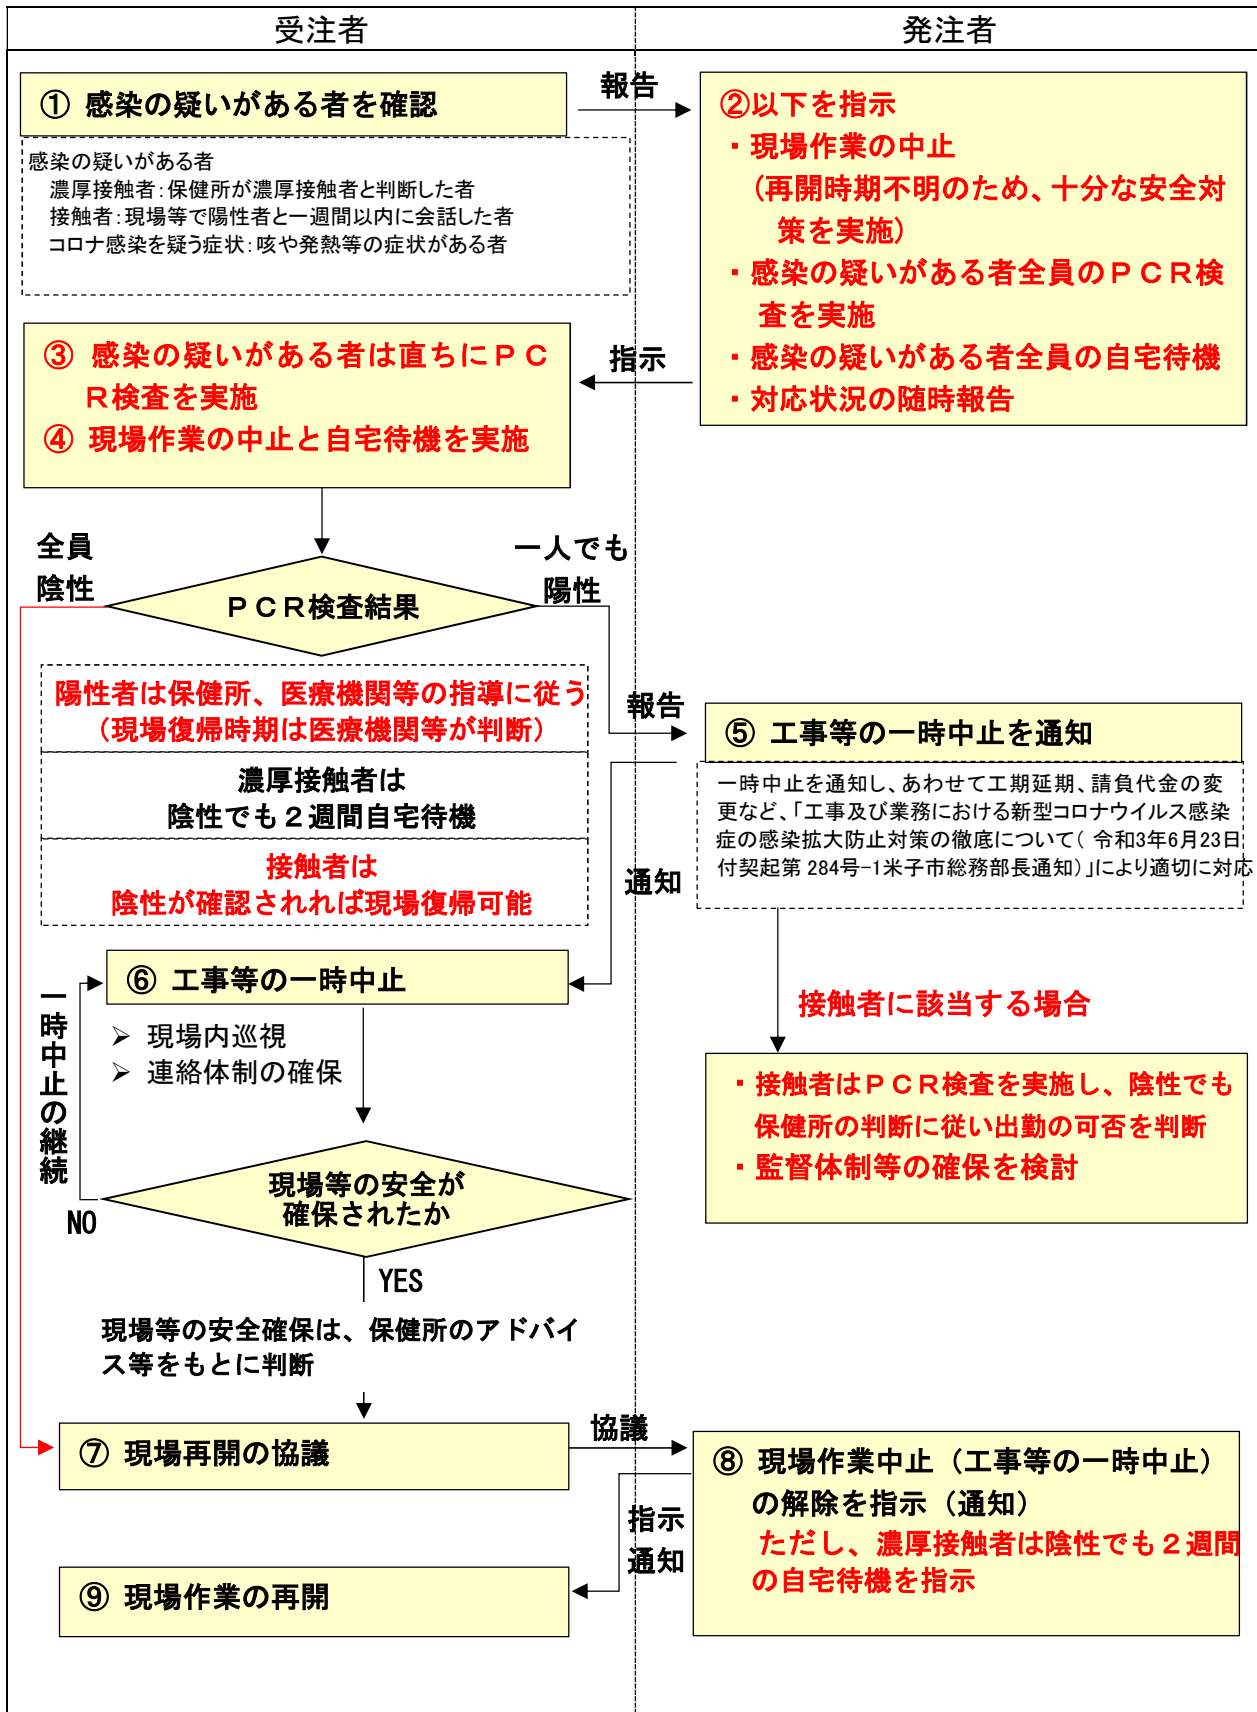 受注者
発注者
① 感染の疑いがある者を確認
報告
感染の疑いがある者
濃厚接触者：保健所が濃厚接触者と判断した者
接触者：現場等で陽性者と一週間以内に会話した者
コロナ感染を疑う症状：咳や発熱等の症状がある者
②以下を指示
・現場作業の中止
（再開時期不明のため、十分な安全対
策を実施）
・感染の疑いがある者全員のＰＣＲ検
査を実施
・感染の疑いがある者全員の自宅待機
・対応状況の随時報告
指示
③ 感染の疑いがある者は直ちにＰＣ
Ｒ検査を実施
④ 現場作業の中止と自宅待機を実施
全員
陰性
一人でも
陽性
ＰＣＲ検査結果
陽性者は保健所、医療機関等の指導に従う
（現場復帰時期は医療機関等が判断）
濃厚接触者は
陰性でも２週間自宅待機
接触者は
陰性が確認されれば現場復帰可能
報告
⑤ 工事等の一時中止を通知
一時中止を通知し、あわせて工期延期、請負代金の変
更など、「工事及び業務における新型コロナウイルス感染
症の感染拡大防止対策の徹底について（ 令和3年6月23日
付契起第 284号-1米子市総務部長通知）」により適切に対応
通知
⑥ 工事等の一時中止
➢ 現場内巡視
➢ 連絡体制の確保
一時中止の継続
接触者に該当する場合
・接触者はＰＣＲ検査を実施し、陰性でも
保健所の判断に従い出勤の可否を判断
・監督体制等の確保を検討
現場等の安全が
確保されたか
NO
YES
現場等の安全確保は、保健所のアドバイ
ス等をもとに判断
⑦ 現場再開の協議
協議
⑧ 現場作業中止（工事等の一時中止）
の解除を指示（通知）
ただし、濃厚接触者は陰性でも２週間
の自宅待機を指示
指示
通知
⑨ 現場作業の再開